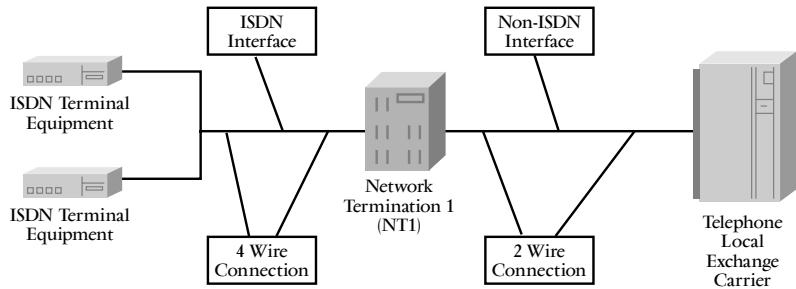 ISDN
Interface
Non-ISDN
Interface
ISDN Terminal
Equipment
ISDN Terminal
Equipment
Network
Termination 1
(NT1)
4 Wire
Connection
2 Wire
Connection
Telephone
Local
Exchange
Carrier